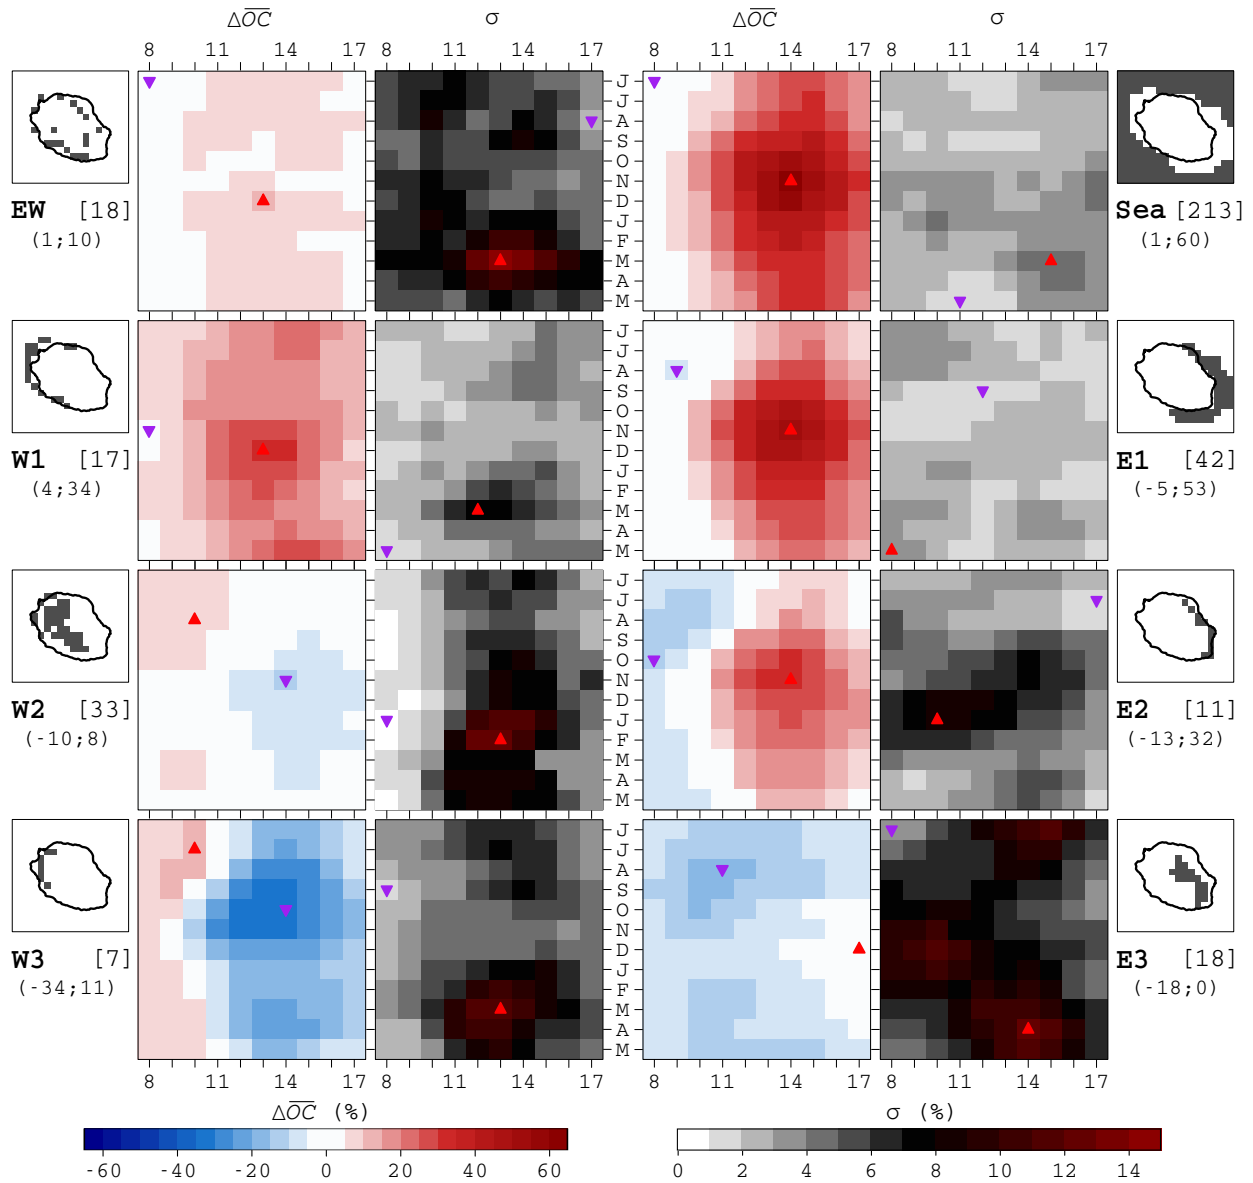 ΔOC σ ΔOC σ
8 11 14 17 8 11 14 17 8 11 14 17 8 11 14 17
EW [18]
(1;10)
J
J
A
S
O
N
D
J
F
M
A
M
Sea [213]
(1;60)
W1 [17]
(4;34)
J
J
A
S
O
N
D
J
F
M
A
M
E1 [42]
(-5;53)
W2 [33]
(-10;8)
J
J
A
S
O
N
D
J
F
M
A
M
E2 [11]
(-13;32)
W3 [7]
(-34;11)
J
J
A
S
O
N
D
J
F
M
A
M
E3 [18]
(-18;0)
8 11 14 17 8 11 14 17 8 11 14 17 8 11 14 17
ΔOC (%)
-60 -40 -20 0 20 40 60
σ (%)
0 2 4 6 8 10 12 14